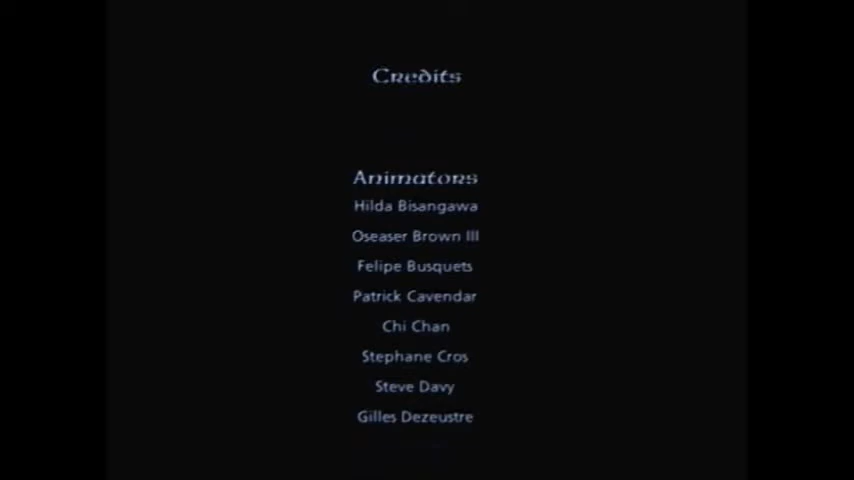 Credits
Animators
Hilda Bisangawa
Oseaser Brown III
Felipe Busquets
Patrick Cavendar
Chi Chan
Stephane Cros
Steve Davy
Gilles Dezeustre